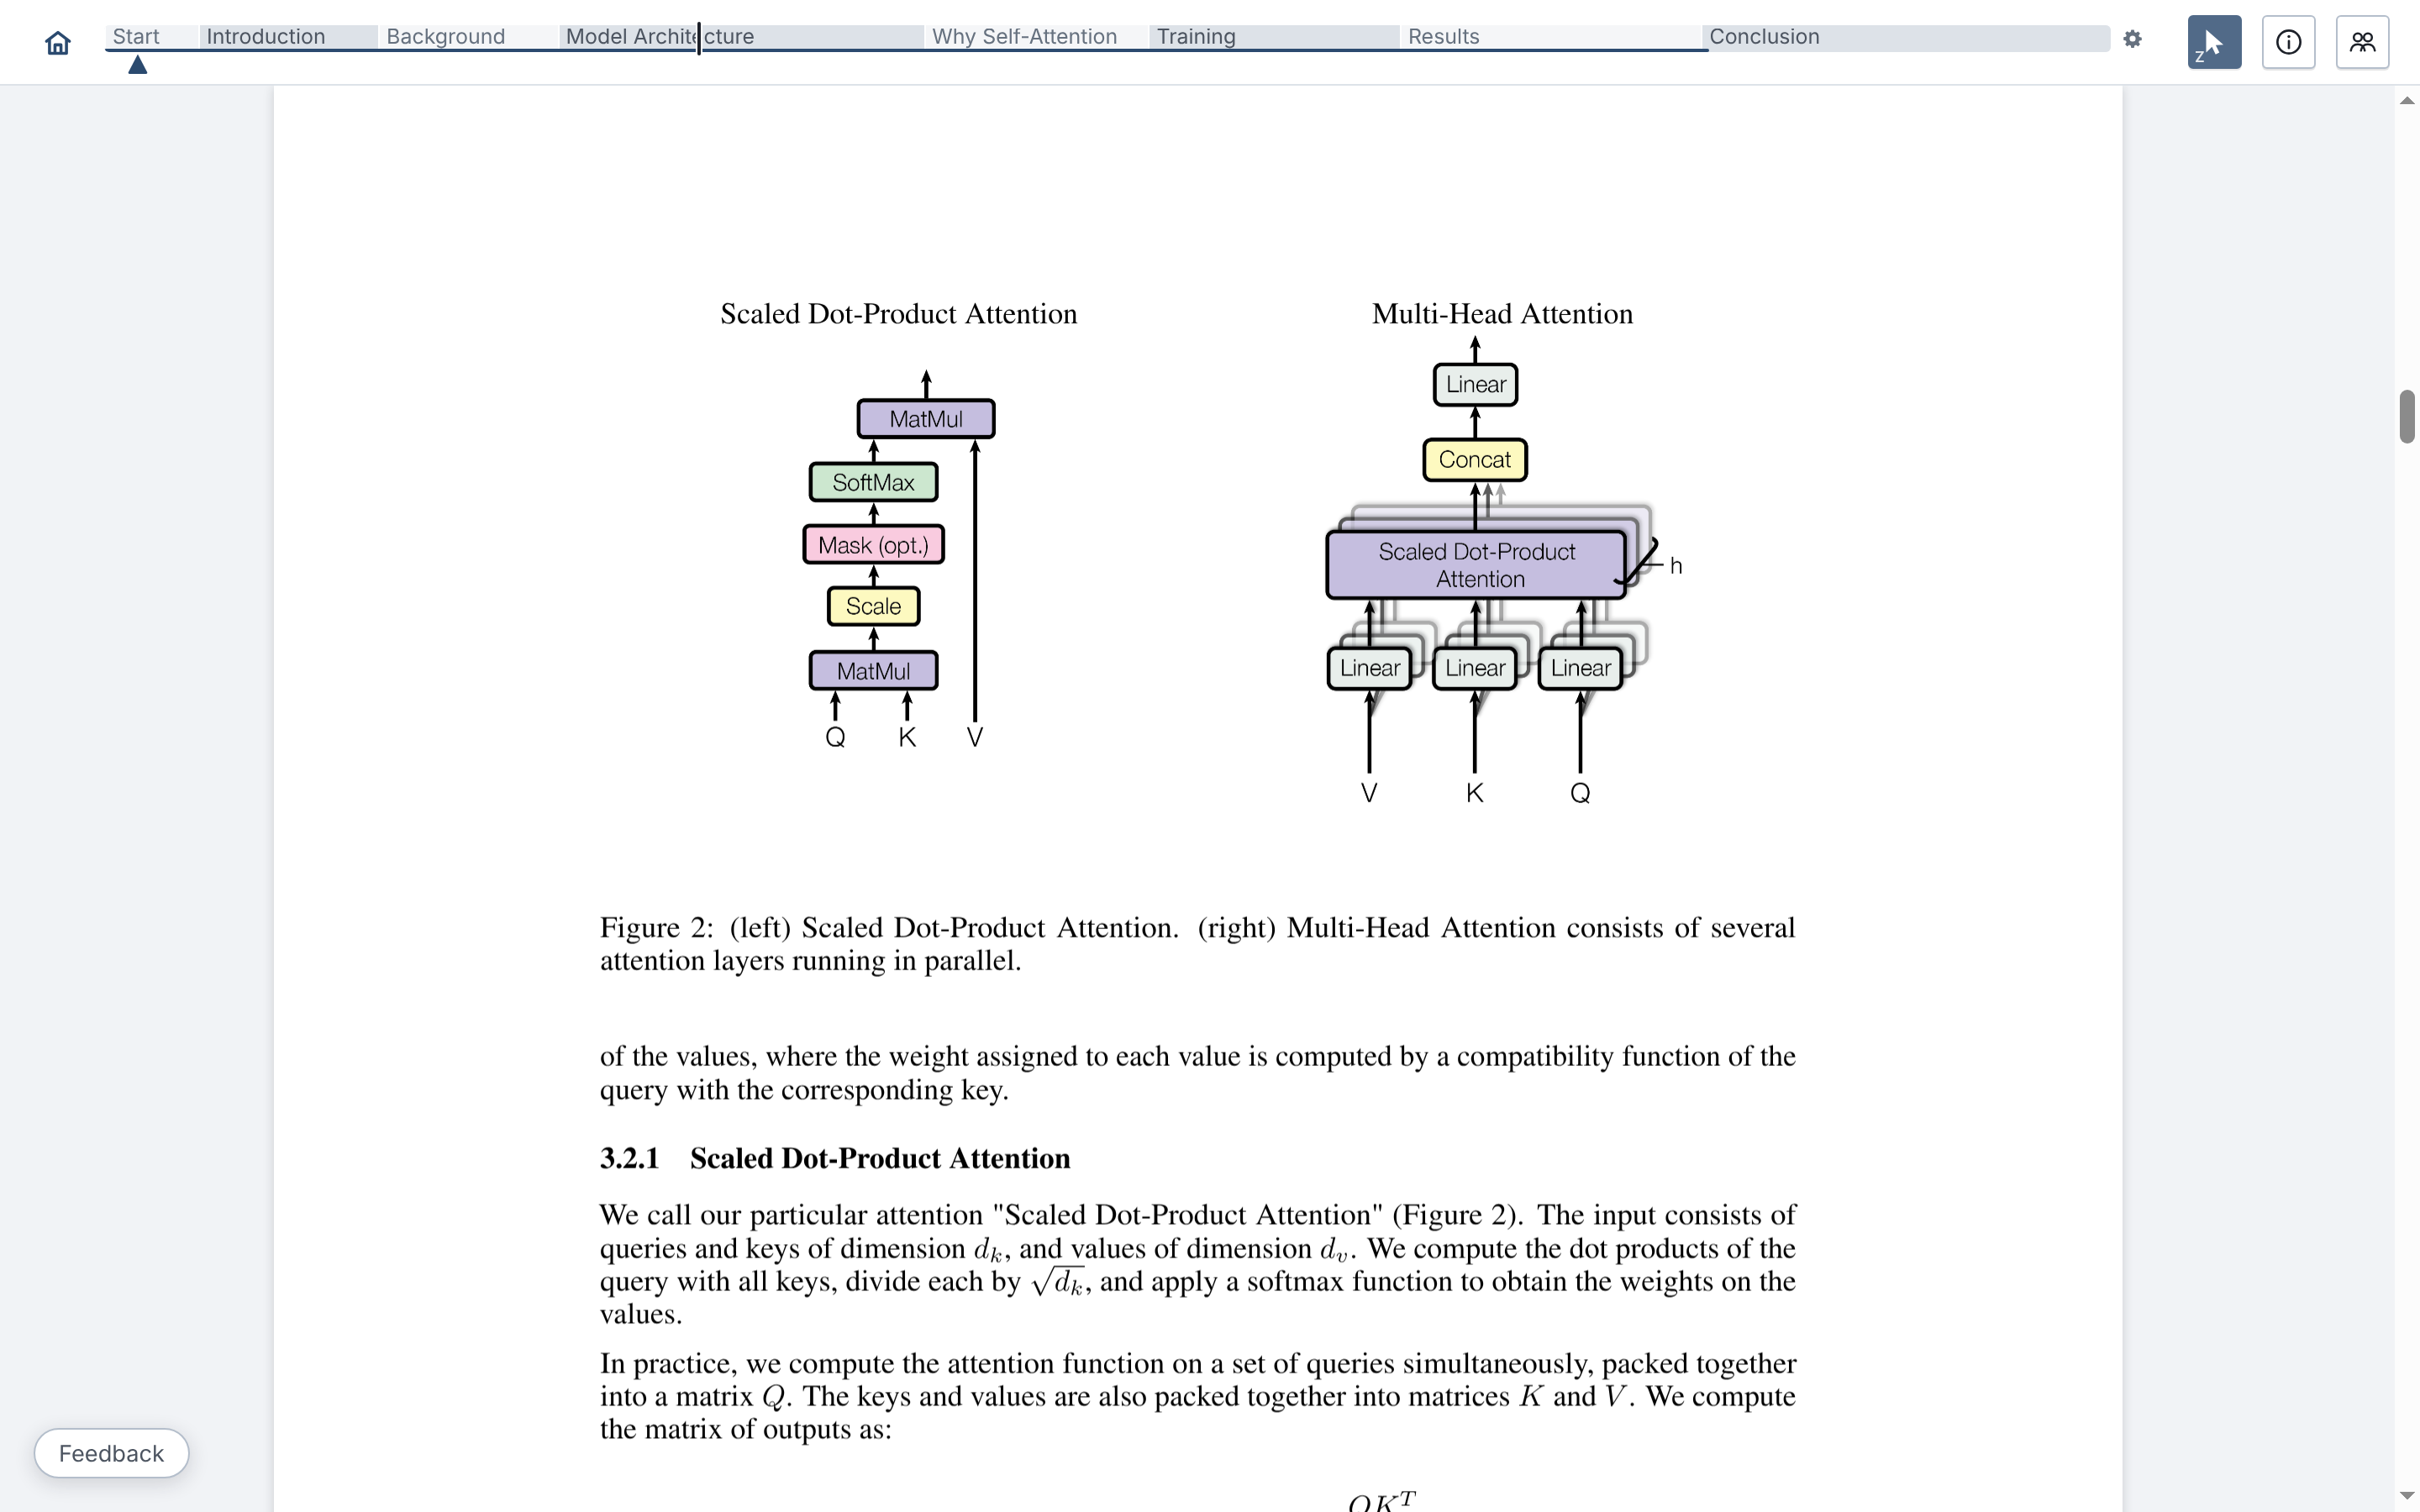 Start Introduction Background Model Architecture Why Self-Attention Training Results Conclusion
z
Scaled Dot-Product Attention
MatMul
SoftMax
Mask (opt.)
Scale
MatMul
Q K V
Multi-Head Attention
Linear
Concat
Scaled Dot-Product
Attention
h
Linear Linear Linear
V K Q
Figure 2: (left) Scaled Dot-Product Attention. (right) Multi-Head Attention consists of several
attention layers running in parallel.
of the values, where the weight assigned to each value is computed by a compatibility function of the
query with the corresponding key.
3.2.1 Scaled Dot-Product Attention
We call our particular attention "Scaled Dot-Product Attention" (Figure 2). The input consists of
queries and keys of dimension dₖ, and values of dimension dᵥ. We compute the dot products of the
query with all keys, divide each by √dₖ, and apply a softmax function to obtain the weights on the
values.
In practice, we compute the attention function on a set of queries simultaneously, packed together
into a matrix Q. The keys and values are also packed together into matrices K and V. We compute
the matrix of outputs as:
QKᵀ
Feedback